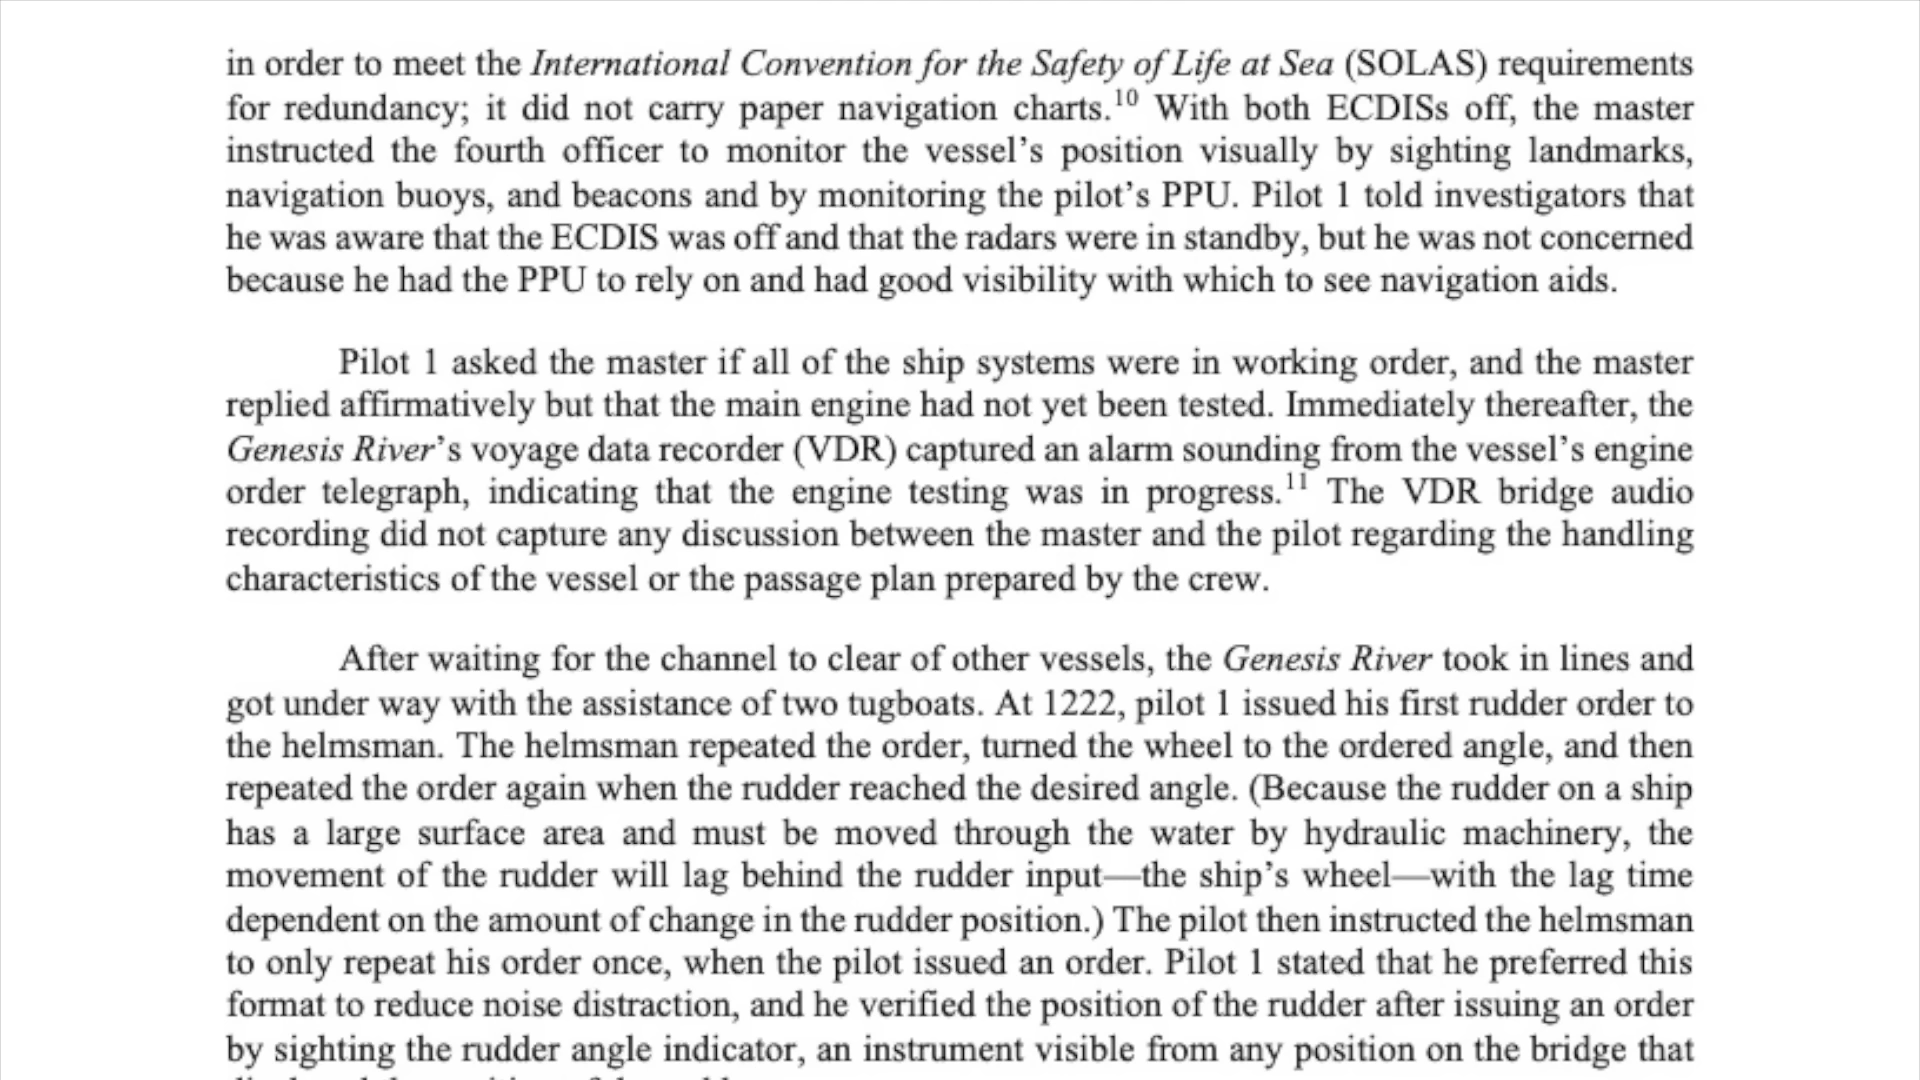 in order to meet the International Convention for the Safety of Life at Sea (SOLAS) requirements
for redundancy; it did not carry paper navigation charts.10 With both ECDISs off, the master
instructed the fourth officer to monitor the vessel’s position visually by sighting landmarks,
navigation buoys, and beacons and by monitoring the pilot’s PPU. Pilot 1 told investigators that
he was aware that the ECDIS was off and that the radars were in standby, but he was not concerned
because he had the PPU to rely on and had good visibility with which to see navigation aids.
Pilot 1 asked the master if all of the ship systems were in working order, and the master
replied affirmatively but that the main engine had not yet been tested. Immediately thereafter, the
Genesis River’s voyage data recorder (VDR) captured an alarm sounding from the vessel’s engine
order telegraph, indicating that the engine testing was in progress.11 The VDR bridge audio
recording did not capture any discussion between the master and the pilot regarding the handling
characteristics of the vessel or the passage plan prepared by the crew.
After waiting for the channel to clear of other vessels, the Genesis River took in lines and
got under way with the assistance of two tugboats. At 1222, pilot 1 issued his first rudder order to
the helmsman. The helmsman repeated the order, turned the wheel to the ordered angle, and then
repeated the order again when the rudder reached the desired angle. (Because the rudder on a ship
has a large surface area and must be moved through the water by hydraulic machinery, the
movement of the rudder will lag behind the rudder input—the ship’s wheel—with the lag time
dependent on the amount of change in the rudder position.) The pilot then instructed the helmsman
to only repeat his order once, when the pilot issued an order. Pilot 1 stated that he preferred this
format to reduce noise distraction, and he verified the position of the rudder after issuing an order
by sighting the rudder angle indicator, an instrument visible from any position on the bridge that